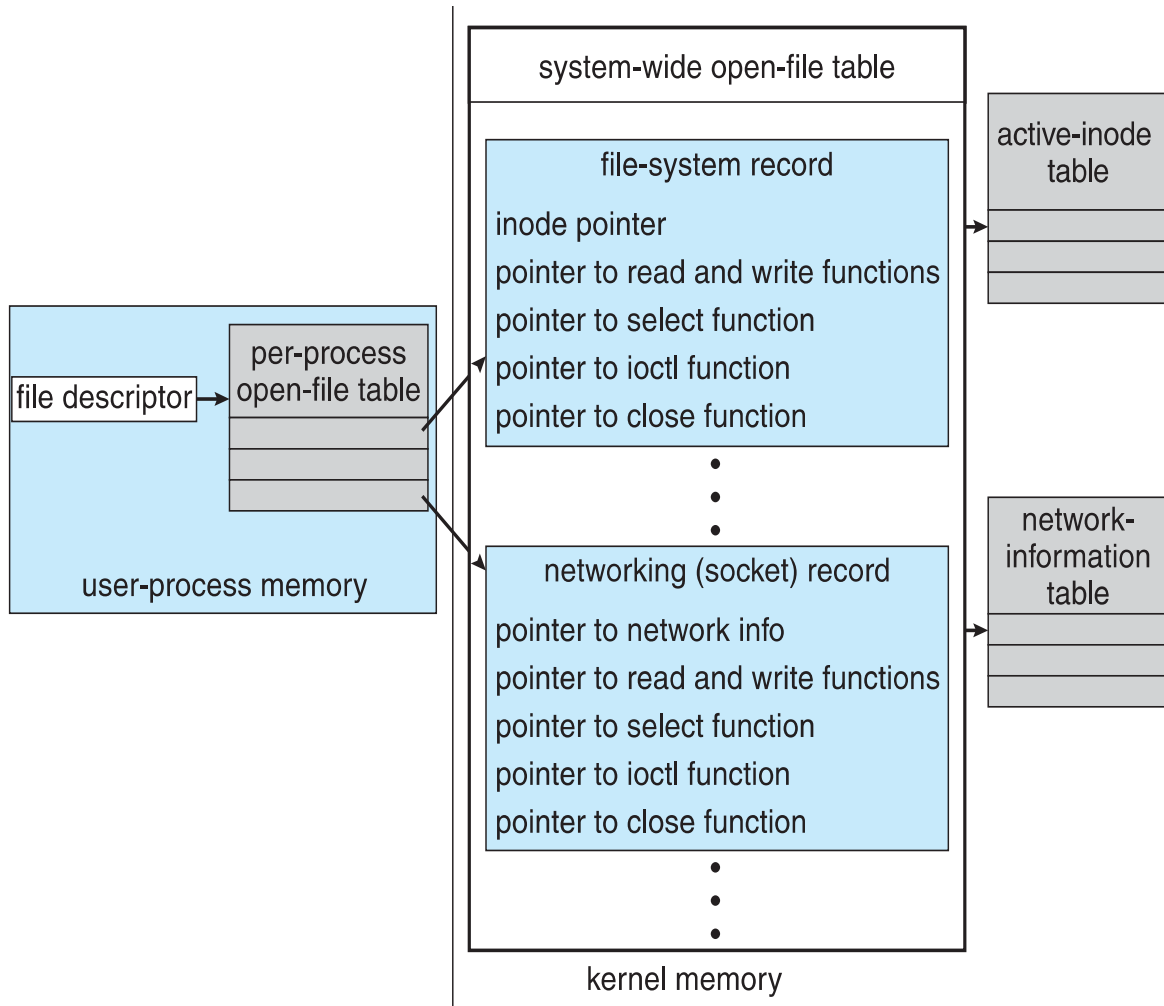 system-wide open-file table
file-system record
inode pointer
pointer to read and write functions
pointer to select function
pointer to ioctl function
pointer to close function
active-inode
table
file descriptor
per-process
open-file table
user-process memory
networking (socket) record
pointer to network info
pointer to read and write functions
pointer to select function
pointer to ioctl function
pointer to close function
network-
information
table
kernel memory